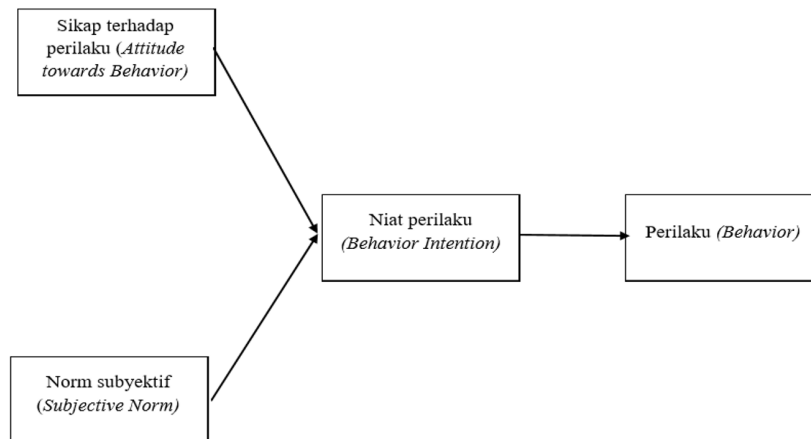 Sikap terhadap
perilaku (Attitude
towards Behavior)
Niat perilaku
(Behavior Intention)
Perilaku (Behavior)
Norm subyektif
(Subjective Norm)